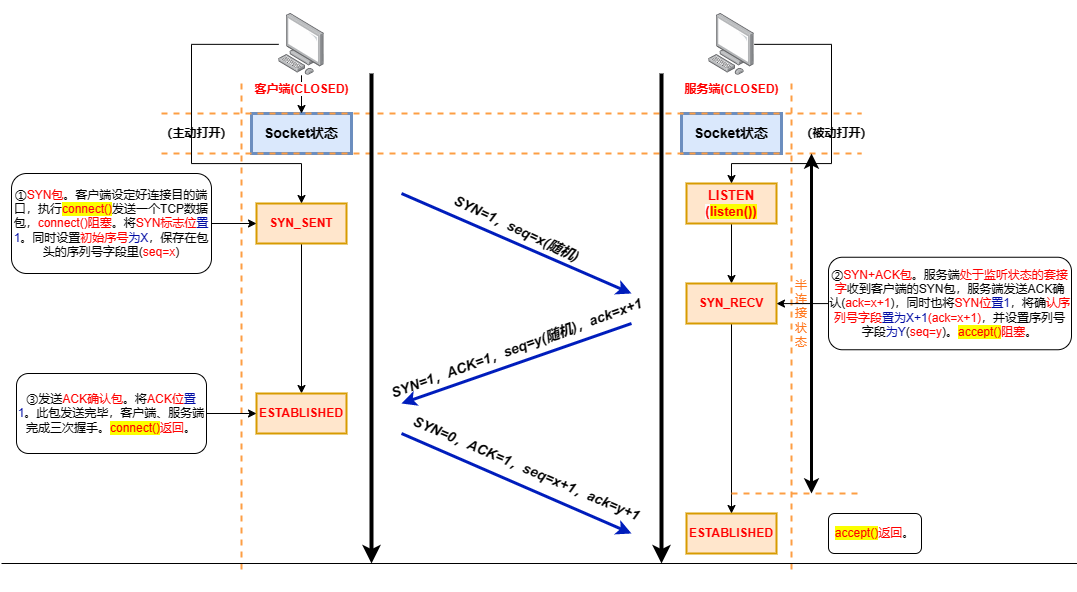 客户端(CLOSED)
服务端(CLOSED)
(主动打开)
Socket状态
Socket状态
(被动打开)
①SYN包。客户端设定好连接目的端
口，执行connect()发送一个TCP数据
包，connect()阻塞。将SYN标志位置
1。同时设置初始序号为X，保存在包
头的序列号字段里(seq=x)
SYN_SENT
SYN=1，seq=x(随机)
LISTEN
(listen())
SYN_RECV
半连接状态
②SYN+ACK包。服务端处于监听状态的套接
字收到客户端的SYN包，服务端发送ACK确
认(ack=x+1)，同时也将SYN位置1，将确认序
列号字段置为X+1(ack=x+1)，并设置序列号
字段为Y(seq=y)。accept()阻塞。
SYN=1，ACK=1，seq=y(随机)，ack=x+1
③发送ACK确认包。将ACK位置
1。此包发送完毕，客户端、服务端
完成三次握手。connect()返回。
ESTABLISHED
SYN=0，ACK=1，seq=x+1，ack=y+1
ESTABLISHED
accept()返回。